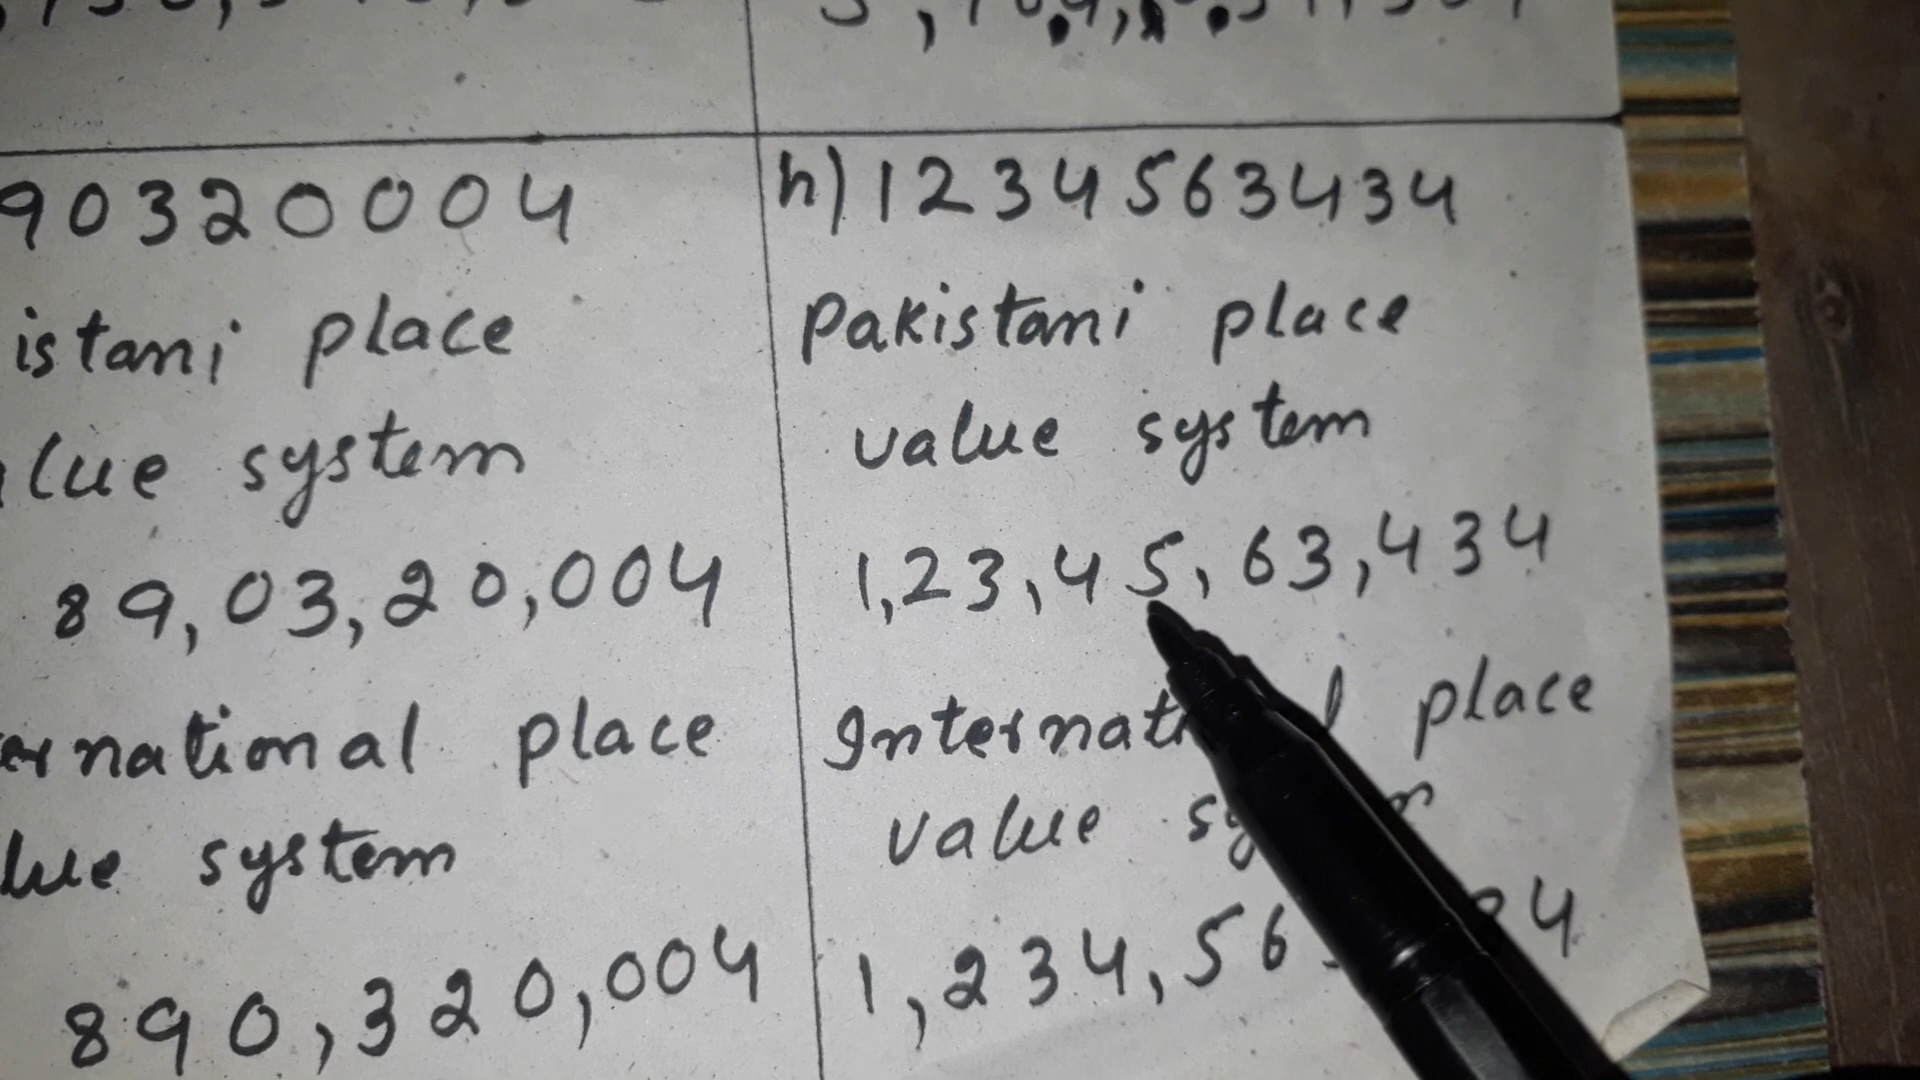 90320004
istani place
lue system
89,03,20,004
rnational place
lue system
890,320,004
h) 1234563434
Pakistani place
value system
1,23,45,63,434
place
value
1,234,56